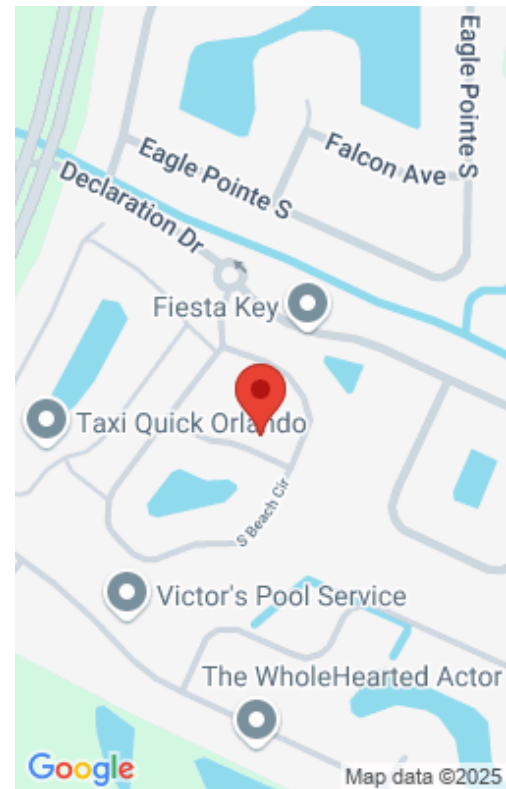 Eagle Pointe S
Falcon Ave
Eagle Pointe S
Declaration Dr
Fiesta Key
Taxi Quick Orlando
S Beach Cir
Victor's Pool Service
The WholeHearted Actor
Google
Map data ©2025